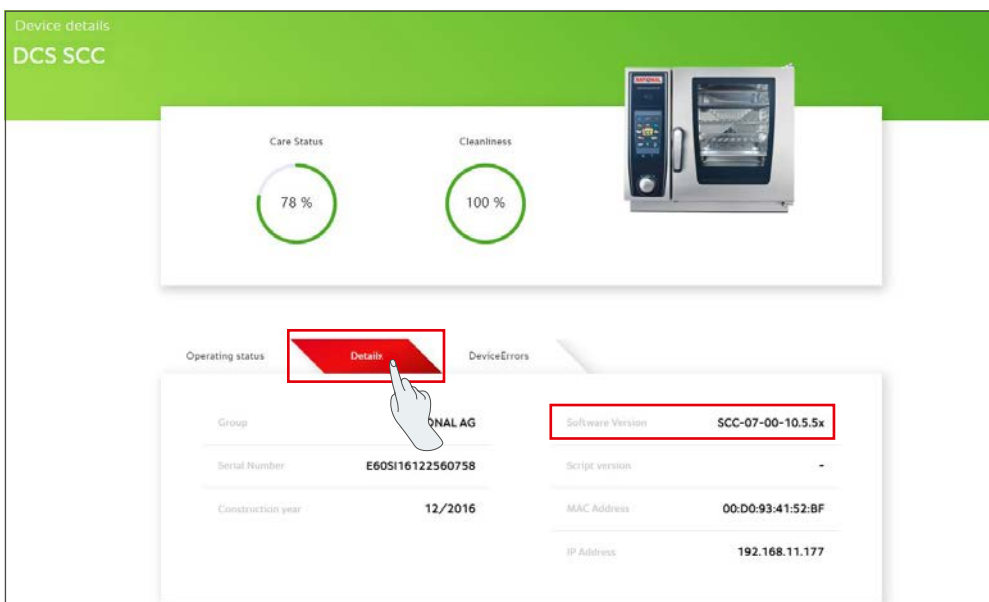 Device details
DCS SCC
RATIONAL
Care Status
Cleanliness
78 %
100 %
Operating status
Details
DeviceErrors
Group
ONAL AG
Serial Number
E60SI16122560758
Construction year
12/2016
Software Version
SCC-07-00-10.5.5x
Script version
-
MAC Address
00:D0:93:41:52:BF
IP Address
192.168.11.177